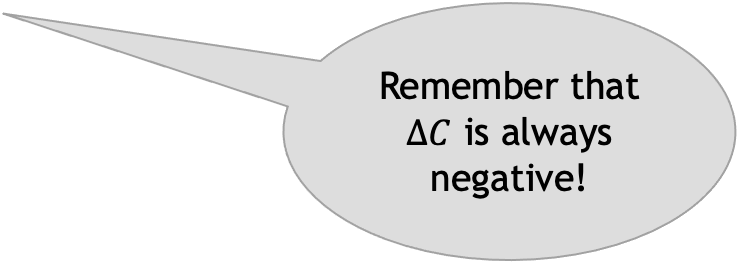 Remember that
Δ𝐶 is always
negative!